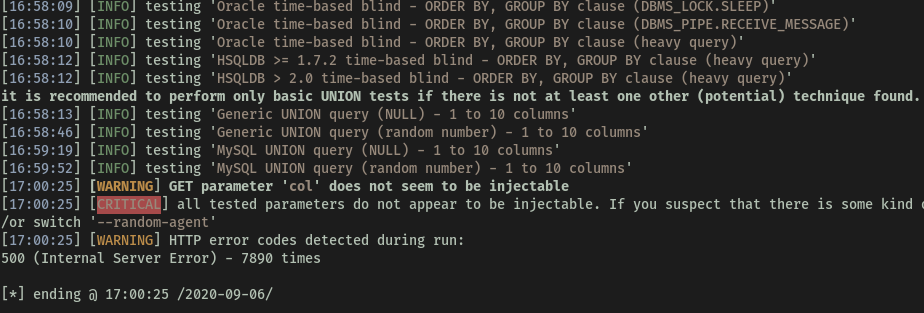 [16:58:09] [INFO] testing 'Oracle time-based blind - ORDER BY, GROUP BY clause (DBMS_LOCK.SLEEP)'
[16:58:10] [INFO] testing 'Oracle time-based blind - ORDER BY, GROUP BY clause (DBMS_PIPE.RECEIVE_MESSAGE)'
[16:58:10] [INFO] testing 'Oracle time-based blind - ORDER BY, GROUP BY clause (heavy query)'
[16:58:12] [INFO] testing 'HSQLDB >= 1.7.2 time-based blind - ORDER BY, GROUP BY clause (heavy query)'
[16:58:12] [INFO] testing 'HSQLDB > 2.0 time-based blind - ORDER BY, GROUP BY clause (heavy query)'
it is recommended to perform only basic UNION tests if there is not at least one other (potential) technique found.
[16:58:13] [INFO] testing 'Generic UNION query (NULL) - 1 to 10 columns'
[16:58:46] [INFO] testing 'Generic UNION query (random number) - 1 to 10 columns'
[16:59:19] [INFO] testing 'MySQL UNION query (NULL) - 1 to 10 columns'
[16:59:52] [INFO] testing 'MySQL UNION query (random number) - 1 to 10 columns'
[17:00:25] [WARNING] GET parameter 'col' does not seem to be injectable
[17:00:25] [CRITICAL] all tested parameters do not appear to be injectable. If you suspect that there is some kind
/or switch '--random-agent'
[17:00:25] [WARNING] HTTP error codes detected during run:
500 (Internal Server Error) - 7890 times
[*] ending @ 17:00:25 /2020-09-06/